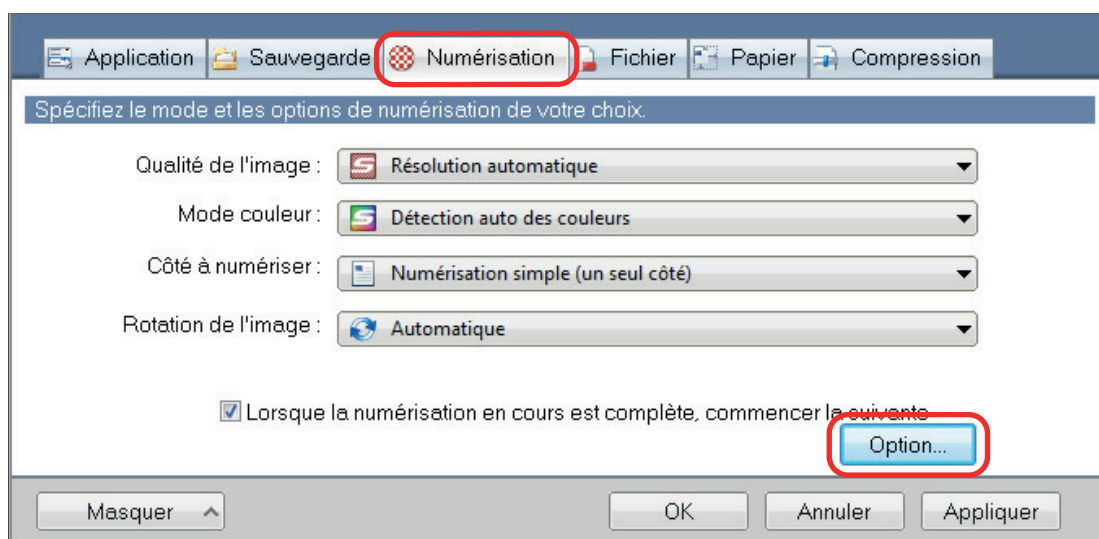 Application Sauvegarde Numérisation Fichier Papier Compression
Spécifiez le mode et les options de numérisation de votre choix.
Qualité de l'image : Résolution automatique
Mode couleur : Détection auto des couleurs
Côté à numériser : Numérisation simple (un seul côté)
Rotation de l'image : Automatique
Lorsque la numérisation en cours est complète, commencer la suivante
Option...
Masquer OK Annuler Appliquer